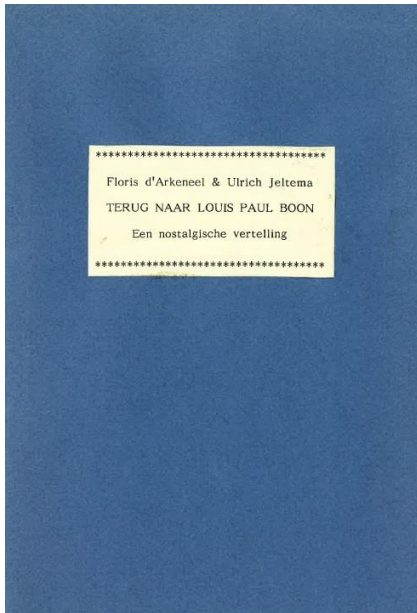 ************************************
Floris d'Arkeneel & Ulrich Jeltema
TERUG NAAR LOUIS PAUL BOON
Een nostalgische vertelling
************************************